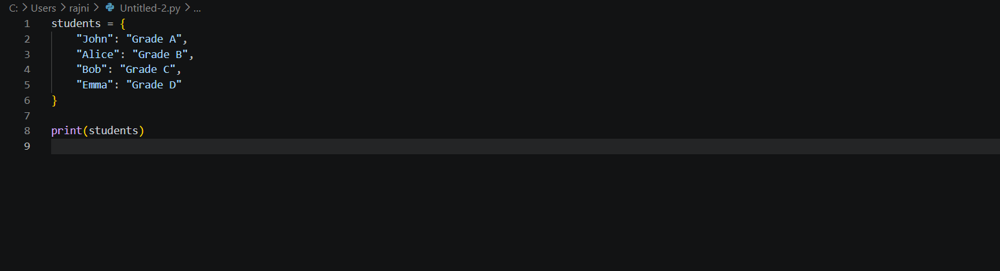 C: > Users > rajni > Untitled-2.py > ...
1 students = {
2     "John": "Grade A",
3     "Alice": "Grade B",
4     "Bob": "Grade C",
5     "Emma": "Grade D"
6 }
7
8 print(students)
9